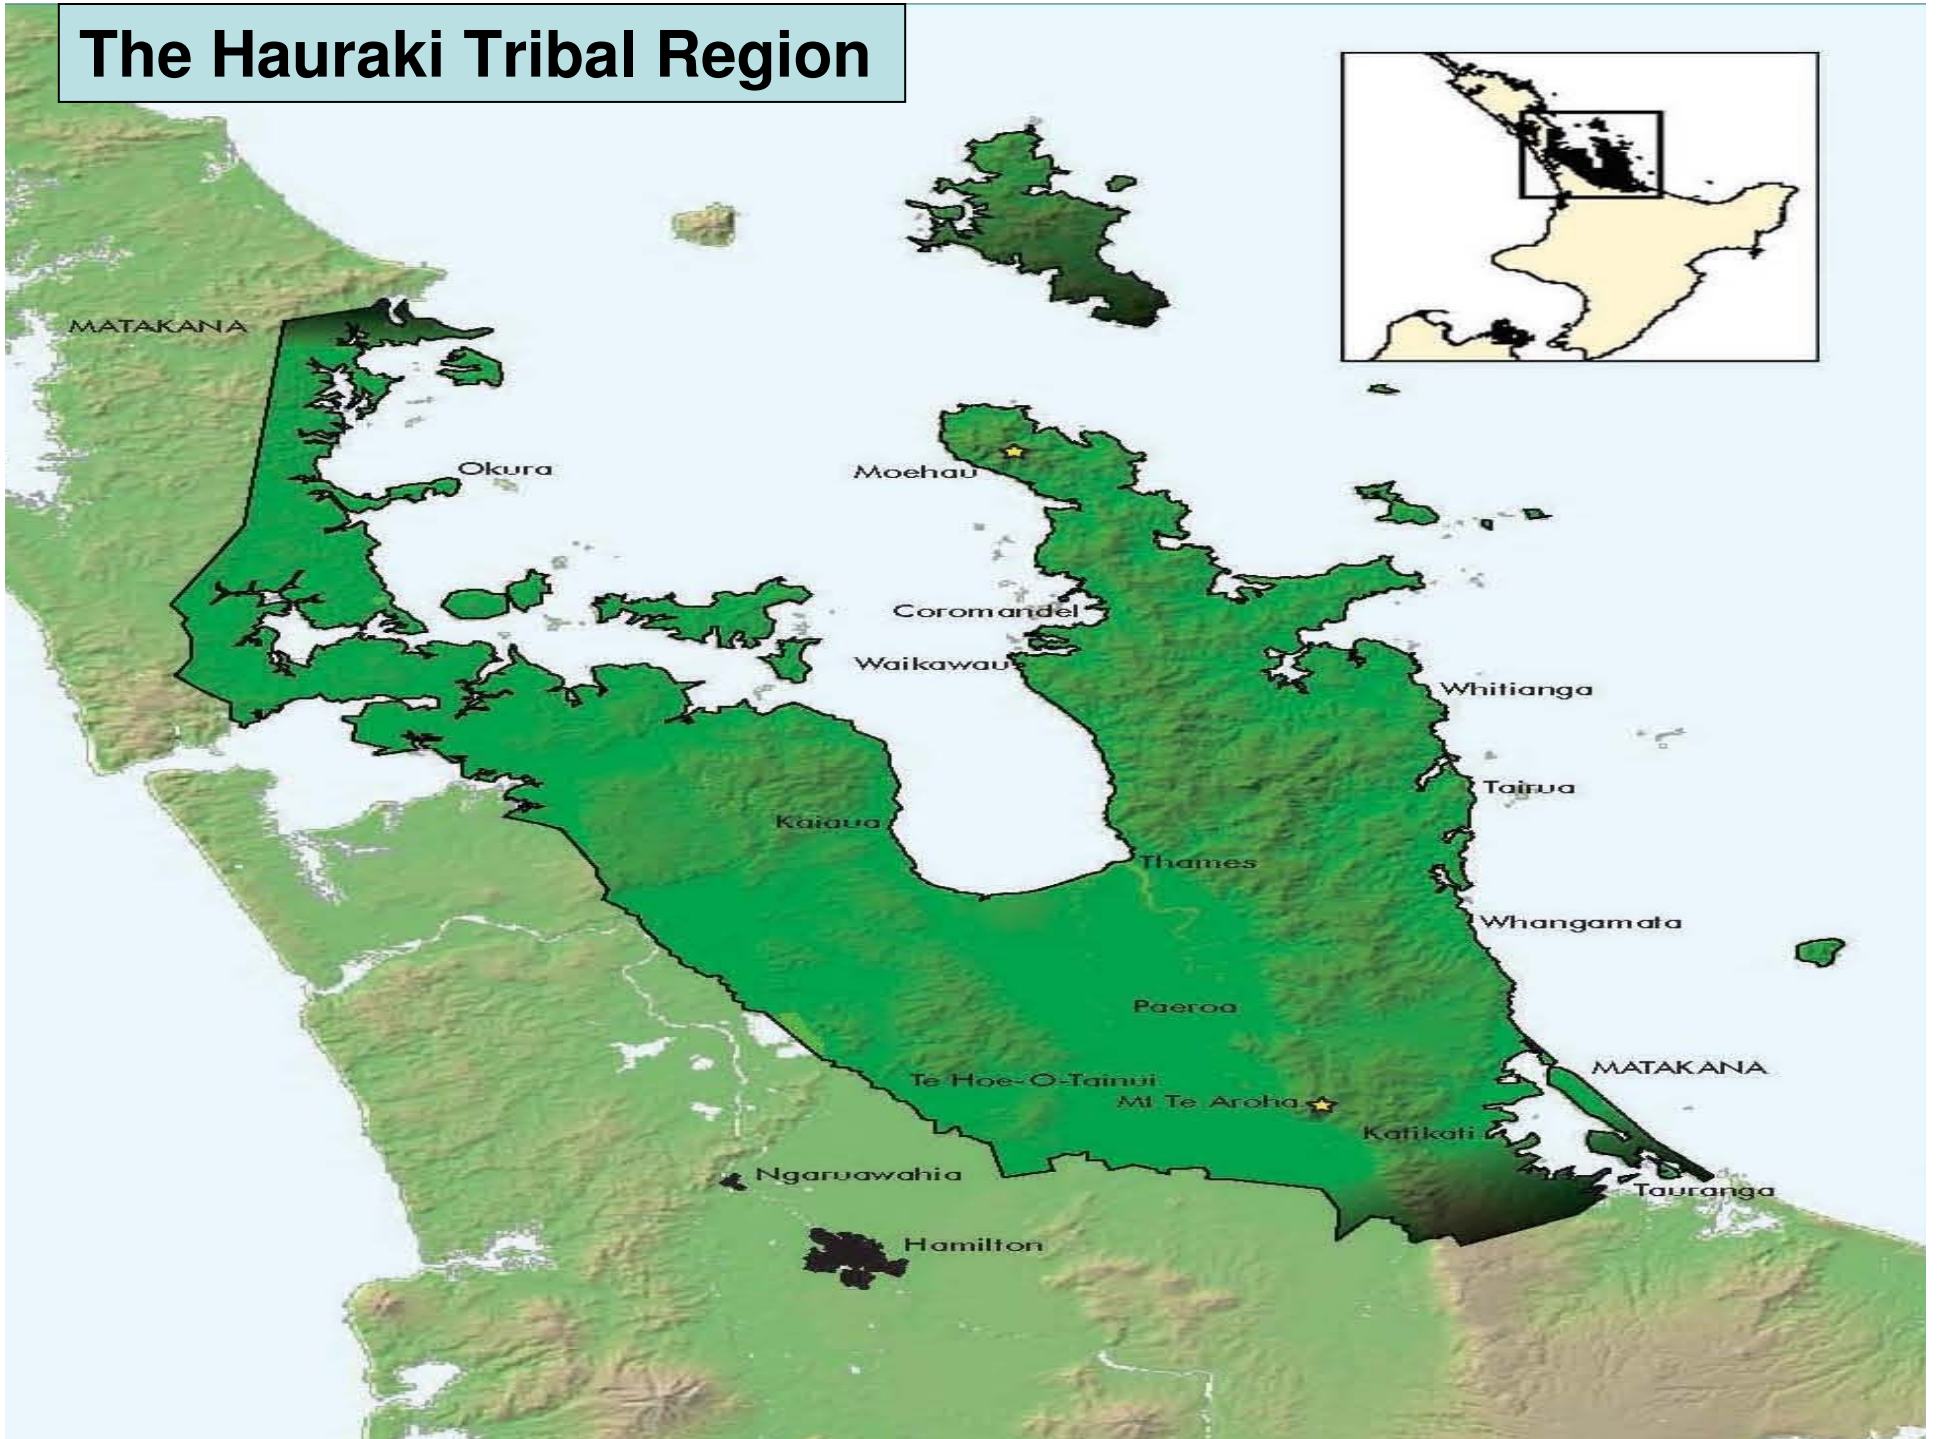 The Hauraki Tribal Region
MATAKANA
Okura
Moehau
Coromandel
Waikawau
Whitianga
Tairua
Kaiaua
Thames
Whangamata
Paeroa
MATAKANA
Te Hoe-O-Tainui
Mt Te Aroha
Katikati
Ngaruawahia
Tauranga
Hamilton